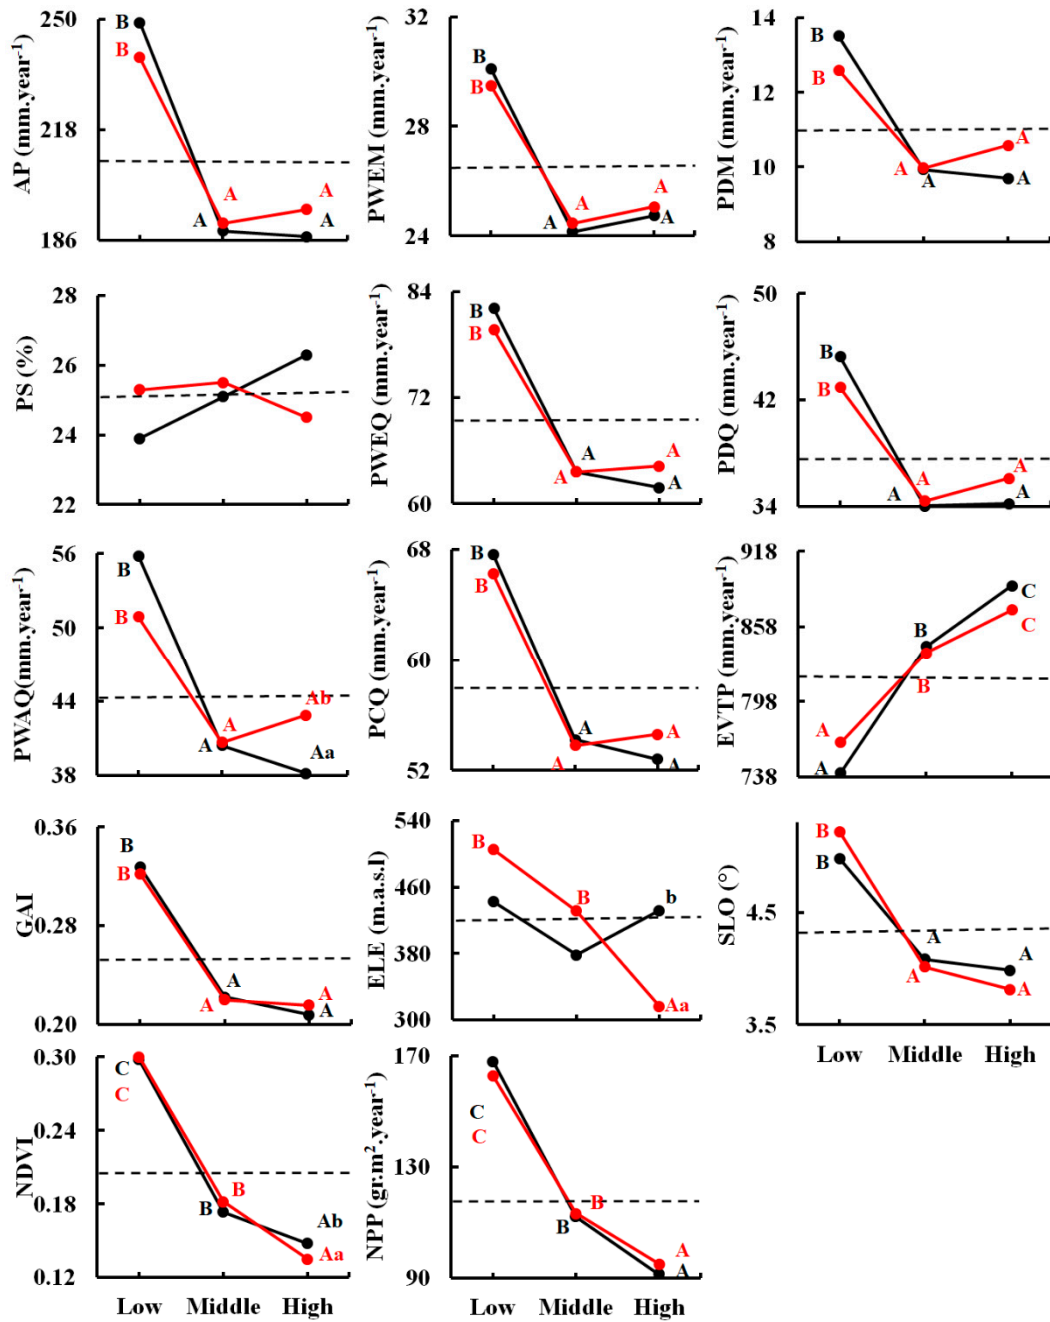 AP (mm.year-1)
250
218
186
B
B
A
A
A
A
PWEM (mm.year-1)
32
28
24
B
B
A
A
A
A
PDM (mm.year-1)
14
12
10
8
B
B
A
A
A
A
PS (%)
28
26
24
22
PWEQ (mm.year-1)
84
72
60
B
B
A
A
A
A
PDQ (mm.year-1)
50
42
34
B
B
A
A
A
A
PWAQ(mm.year-1)
56
50
44
38
B
B
A
A
Ab
Aa
PCQ (mm.year-1)
68
60
52
B
B
A
A
A
A
EVTP (mm.year-1)
918
858
798
738
A
A
B
B
C
C
GAI
0.36
0.28
0.20
B
B
A
A
A
A
ELE (m.a.s.l)
540
460
380
300
B
B
b
Aa
SLO (°)
4.5
3.5
B
B
A
A
A
A
Low Middle High
NDVI
0.30
0.24
0.18
0.12
C
C
B
B
Ab
Aa
Low Middle High
NPP (gr.m2.year-1)
170
130
90
C
C
B
B
A
A
Low Middle High